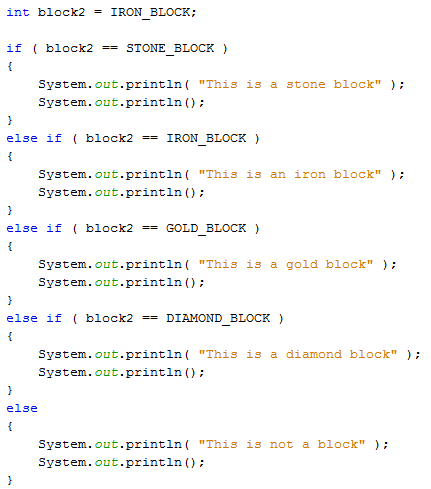 int block2 = IRON_BLOCK;

if ( block2 == STONE_BLOCK )
{
    System.out.println( "This is a stone block" );
    System.out.println();
}
else if ( block2 == IRON_BLOCK )
{
    System.out.println( "This is an iron block" );
    System.out.println();
}
else if ( block2 == GOLD_BLOCK )
{
    System.out.println( "This is a gold block" );
    System.out.println();
}
else if ( block2 == DIAMOND_BLOCK )
{
    System.out.println( "This is a diamond block" );
    System.out.println();
}
else
{
    System.out.println( "This is not a block" );
    System.out.println();
}